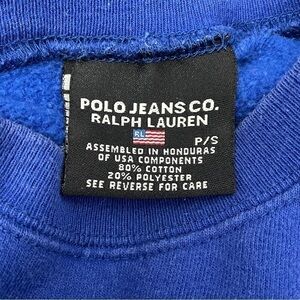 POLO JEANS CO.
RALPH LAUREN
RL
P/S
ASSEMBLED IN HONDURAS
OF USA COMPONENTS
80% COTTON
20% POLYESTER
SEE REVERSE FOR CARE